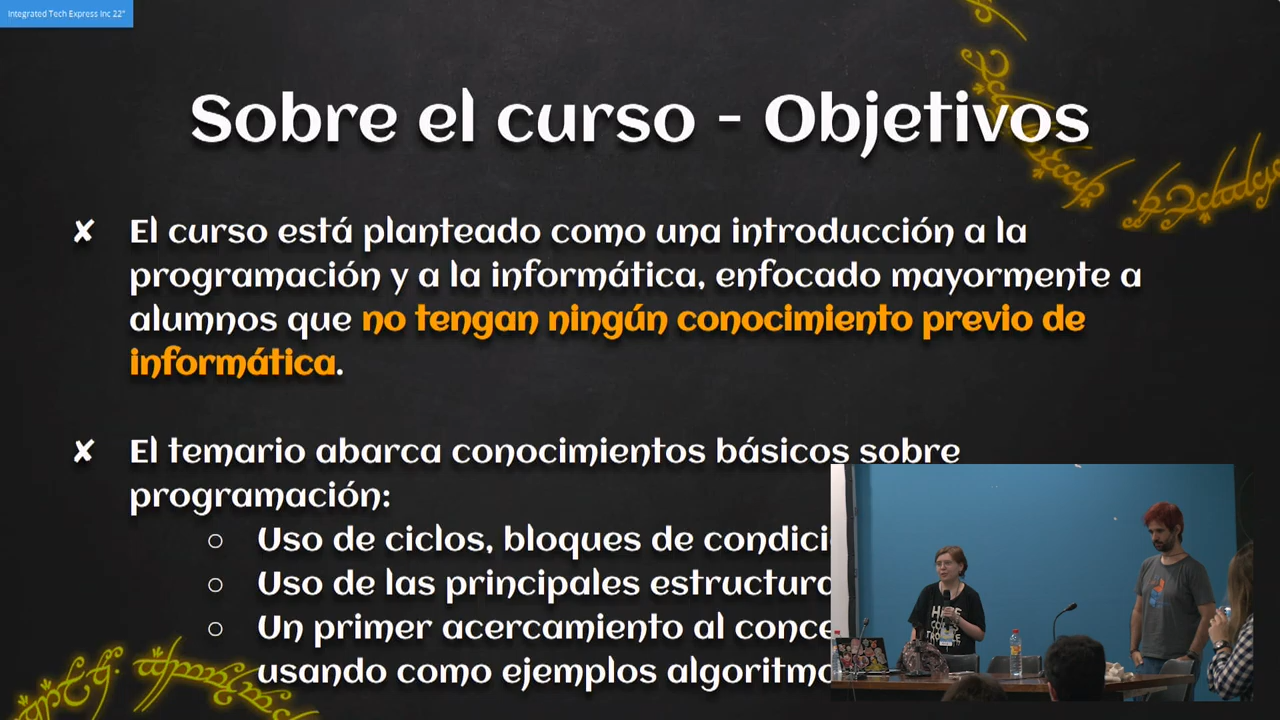 Integrated Tech Express Inc 22"
Sobre el curso - Objetivos
✘ El curso está planteado como una introducción a la
programación y a la informática, enfocado mayormente a
alumnos que no tengan ningún conocimiento previo de
informática.
✘ El temario abarca conocimientos básicos sobre
programación:
○ Uso de ciclos, bloques de condici
○ Uso de las principales estructura
○ Un primer acercamiento al conce
usando como ejemplos algoritmo